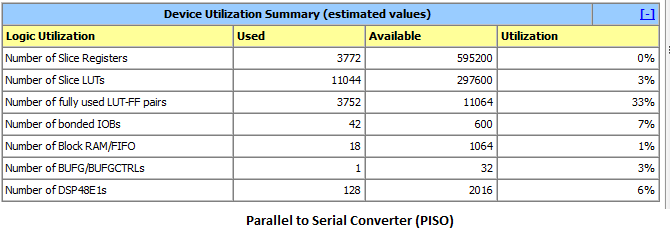 Device Utilization Summary (estimated values) [-]
Logic Utilization Used Available Utilization
Number of Slice Registers 3772 595200 0%
Number of Slice LUTs 11044 297600 3%
Number of fully used LUT-FF pairs 3752 11064 33%
Number of bonded IOBs 42 600 7%
Number of Block RAM/FIFO 18 1064 1%
Number of BUFG/BUFGCTRLs 1 32 3%
Number of DSP48E1s 128 2016 6%
Parallel to Serial Converter (PISO)